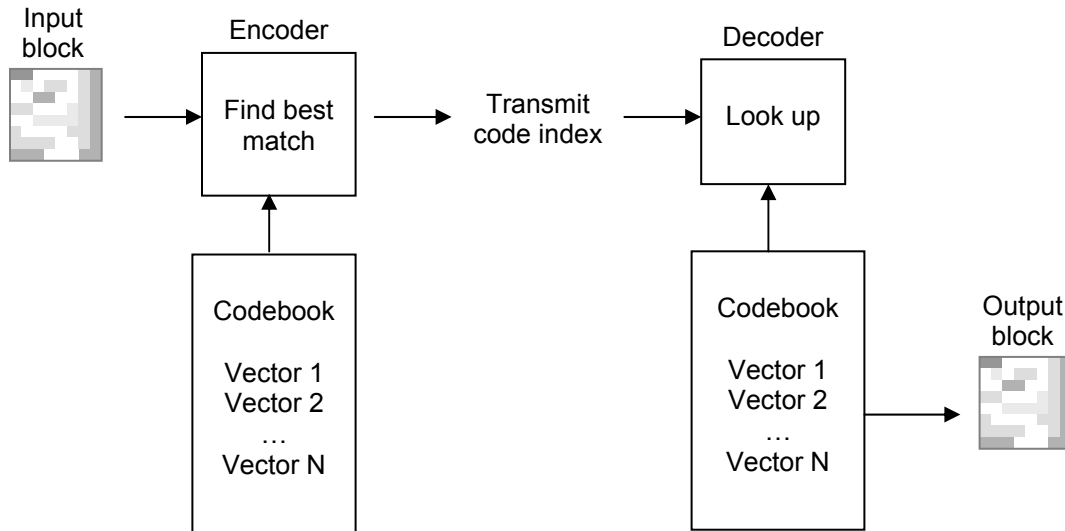 Input
block
Encoder
Find best
match
Transmit
code index
Decoder
Look up
Codebook
Vector 1
Vector 2
…
Vector N
Codebook
Vector 1
Vector 2
…
Vector N
Output
block